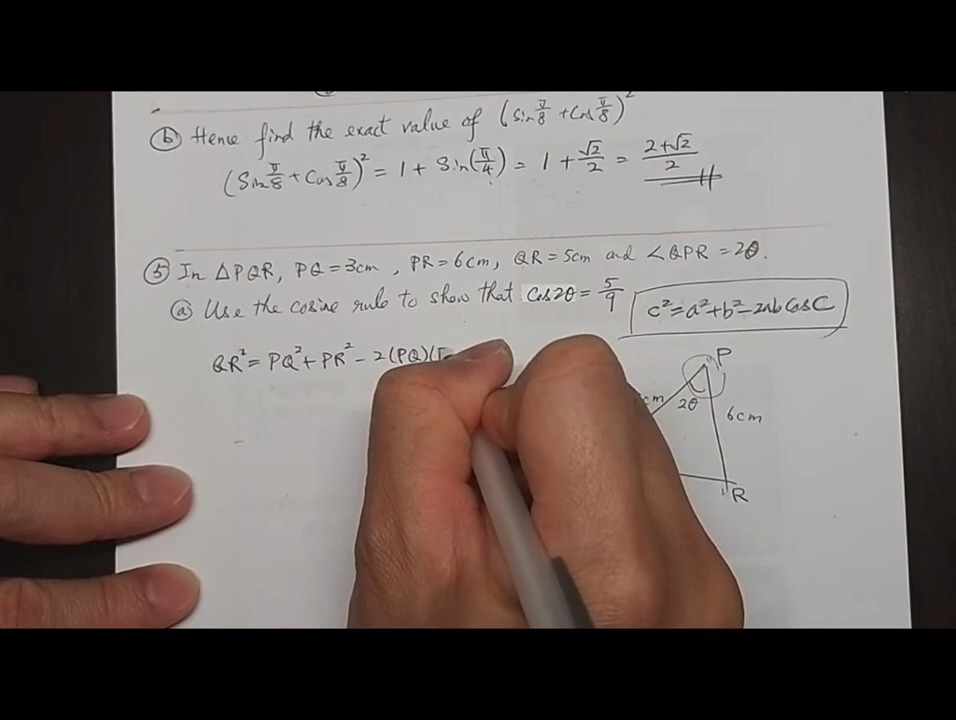 ⓑ Hence find the exact value of (Sin π/8 + Cos π/8)²
(Sin π/8 + Cos π/8)² = 1 + Sin(π/4) = 1 + √2/2 = 2+√2/2
⑤ In △PQR, PQ = 3cm, PR = 6cm, QR = 5cm and ∠QPR = 2θ.
ⓐ Use the cosine rule to show that Cos2θ = 5/9
c² = a² + b² - 2ab Cos C
QR² = PQ² + PR² - 2(PQ)(
P
cm
2θ
6cm
R